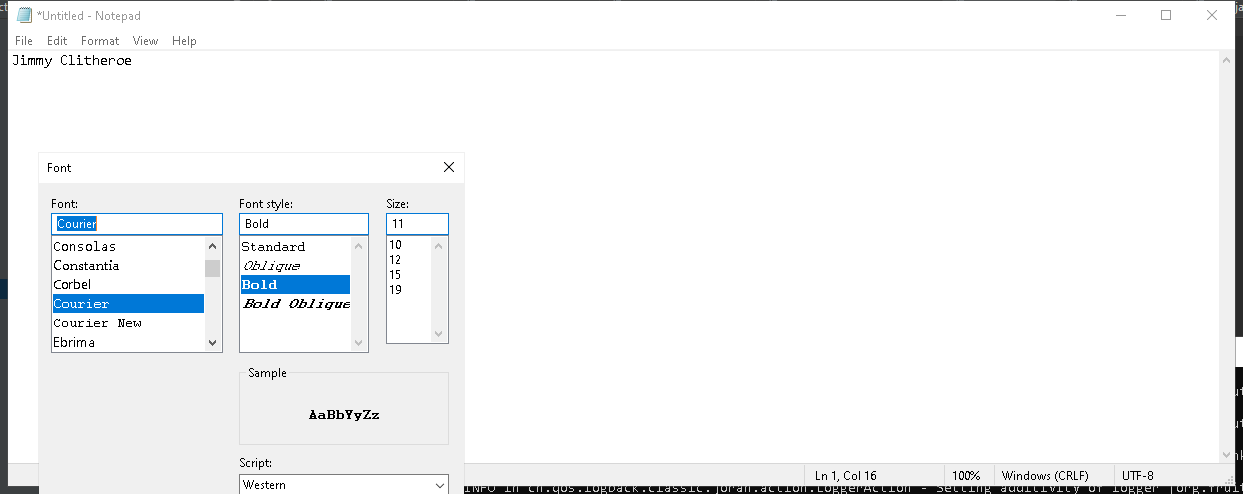 *Untitled - Notepad
File Edit Format View Help
Jimmy Clitheroe
Font
Font: Font style: Size:
Courier Bold 11
Consolas Standard 10
Constantia Oblique 12
Corbel Bold 15
Courier Bold Oblique 19
Courier New
Ebrima
Sample
AaBbYyZz
Script:
Western
Ln 1, Col 16 100% Windows (CRLF) UTF-8
INFO in ch.qos.logback.classic.joran.action.LoggerAction - Setting additivity of logger